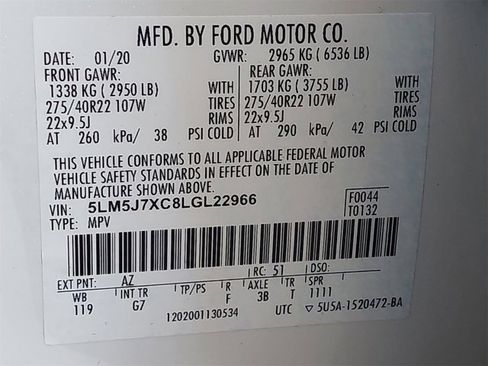 MFD. BY FORD MOTOR CO.
DATE: 01/20 GVWR: 2965 KG ( 6536 LB)
FRONT GAWR: REAR GAWR:
1338 KG ( 2950 LB) WITH 1703 KG ( 3755 LB) WITH
275/40R22 107W TIRES 275/40R22 107W TIRES
22x9.5J RIMS 22x9.5J RIMS
AT 260 kPa/ 38 PSI COLD AT 290 kPa/ 42 PSI COLD
THIS VEHICLE CONFORMS TO ALL APPLICABLE FEDERAL MOTOR
VEHICLE SAFETY STANDARDS IN EFFECT ON THE DATE OF
MANUFACTURE SHOWN ABOVE.
VIN: 5LM5J7XC8LGL22966 F0044
TYPE: MPV T0132
EXT PNT: AZ RC: 51 DSO:
WB INT TR TP/PS R AXLE TR SPR
119 G7 F 3B T 1111
1202001130534 UTC ▽ 5U5A-1520472-BA